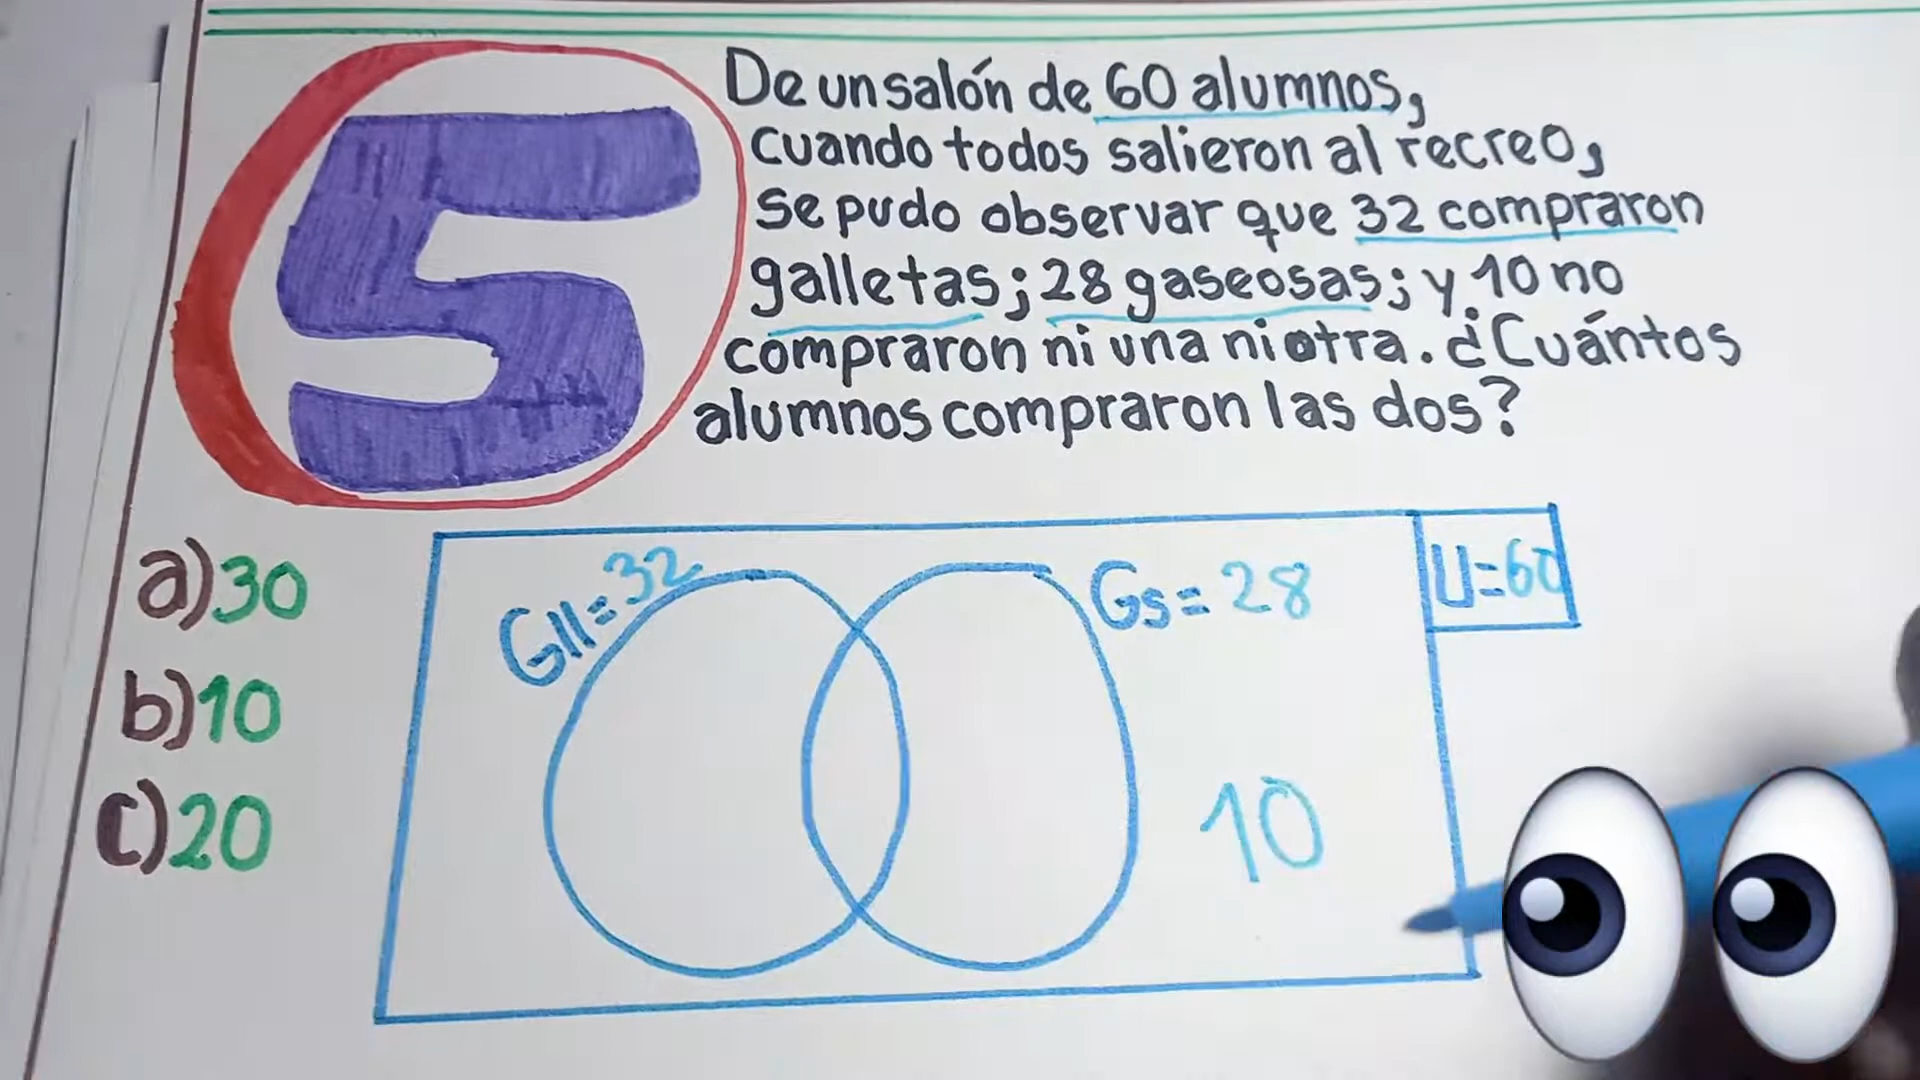 5
De un salón de 60 alumnos,
cuando todos salieron al recreo,
se pudo observar que 32 compraron
galletas; 28 gaseosas; y 10 no
compraron ni una ni otra. ¿Cuántos
alumnos compraron las dos?
a) 30
b) 10
c) 20
Gll = 32
Gs = 28
U = 60
10